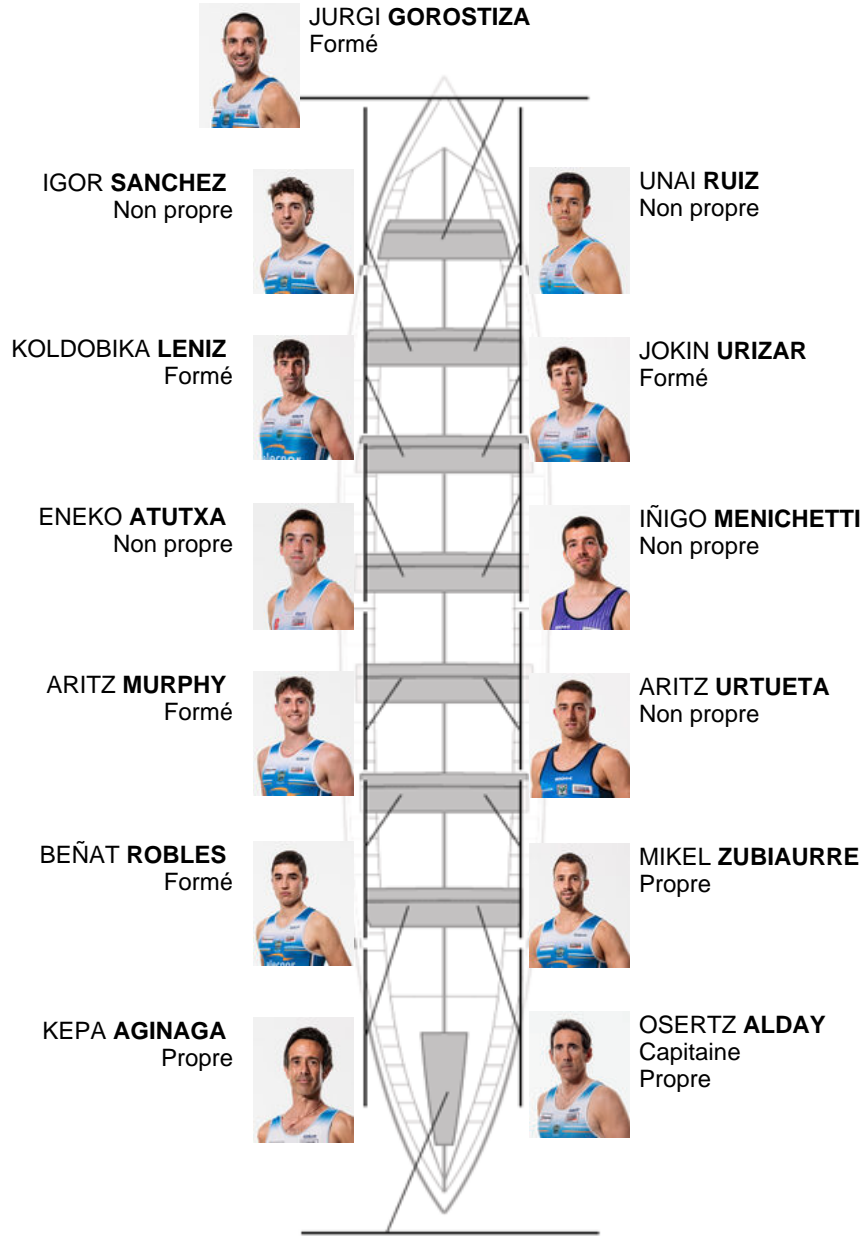 JURGI GOROSTIZA
Formé
IGOR SANCHEZ
Non propre
UNAI RUIZ
Non propre
KOLDOBIKA LENIZ
Formé
JOKIN URIZAR
Formé
ENEKO ATUTXA
Non propre
IÑIGO MENICHETTI
Non propre
ARITZ MURPHY
Formé
ARITZ URTUETA
Non propre
BEÑAT ROBLES
Formé
MIKEL ZUBIAURRE
Propre
KEPA AGINAGA
Propre
OSERTZ ALDAY
Capitaine
Propre